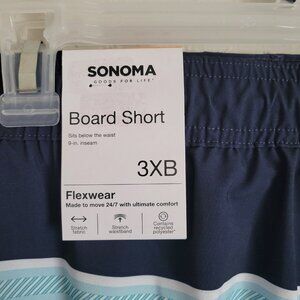 SONOMA
GOODS FOR LIFE
Board Short
Sits below the waist
9-in. inseam
3XB
Flexwear
Made to move 24/7 with ultimate comfort
Stretch fabric
Stretch waistband
Contains recycled polyester*